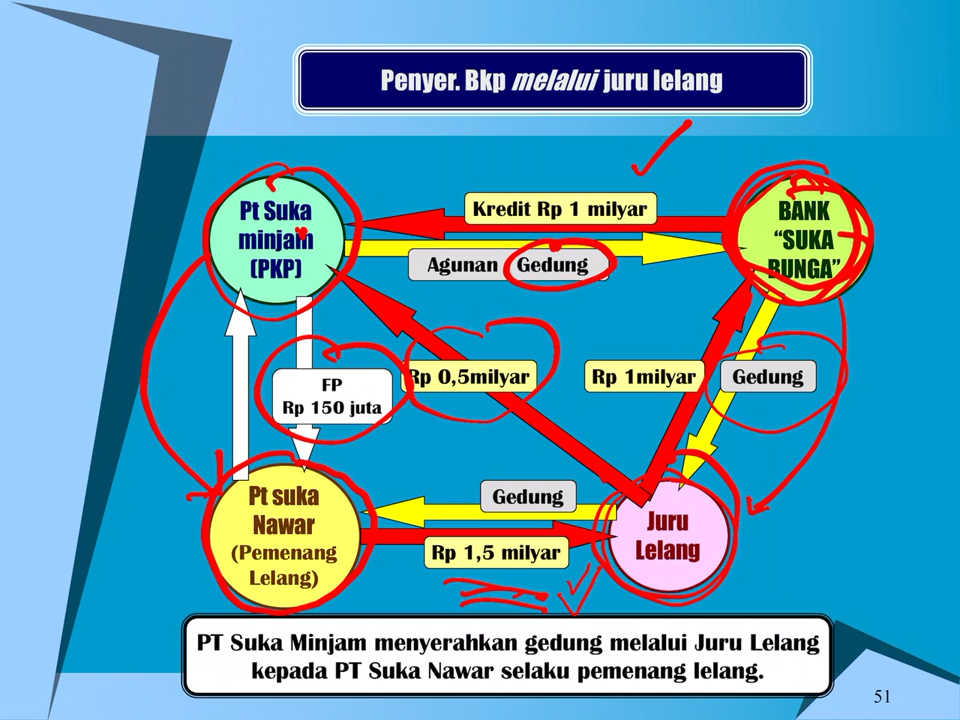 Penyer. Bkp melalui juru lelang
Pt Suka
minjam
(PKP)
Kredit Rp 1 milyar
Agunan Gedung
BANK
“SUKA
BUNGA”
FP
Rp 150 juta
Rp 0,5milyar
Rp 1milyar
Gedung
Pt suka
Nawar
(Pemenang
Lelang)
Gedung
Rp 1,5 milyar
Juru
Lelang
PT Suka Minjam menyerahkan gedung melalui Juru Lelang
kepada PT Suka Nawar selaku pemenang lelang.
51